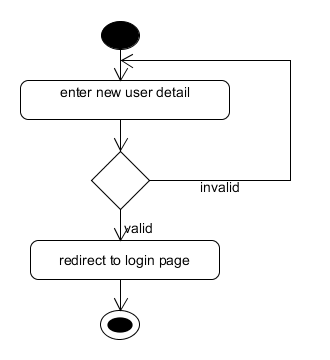 enter new user detail
invalid
valid
redirect to login page